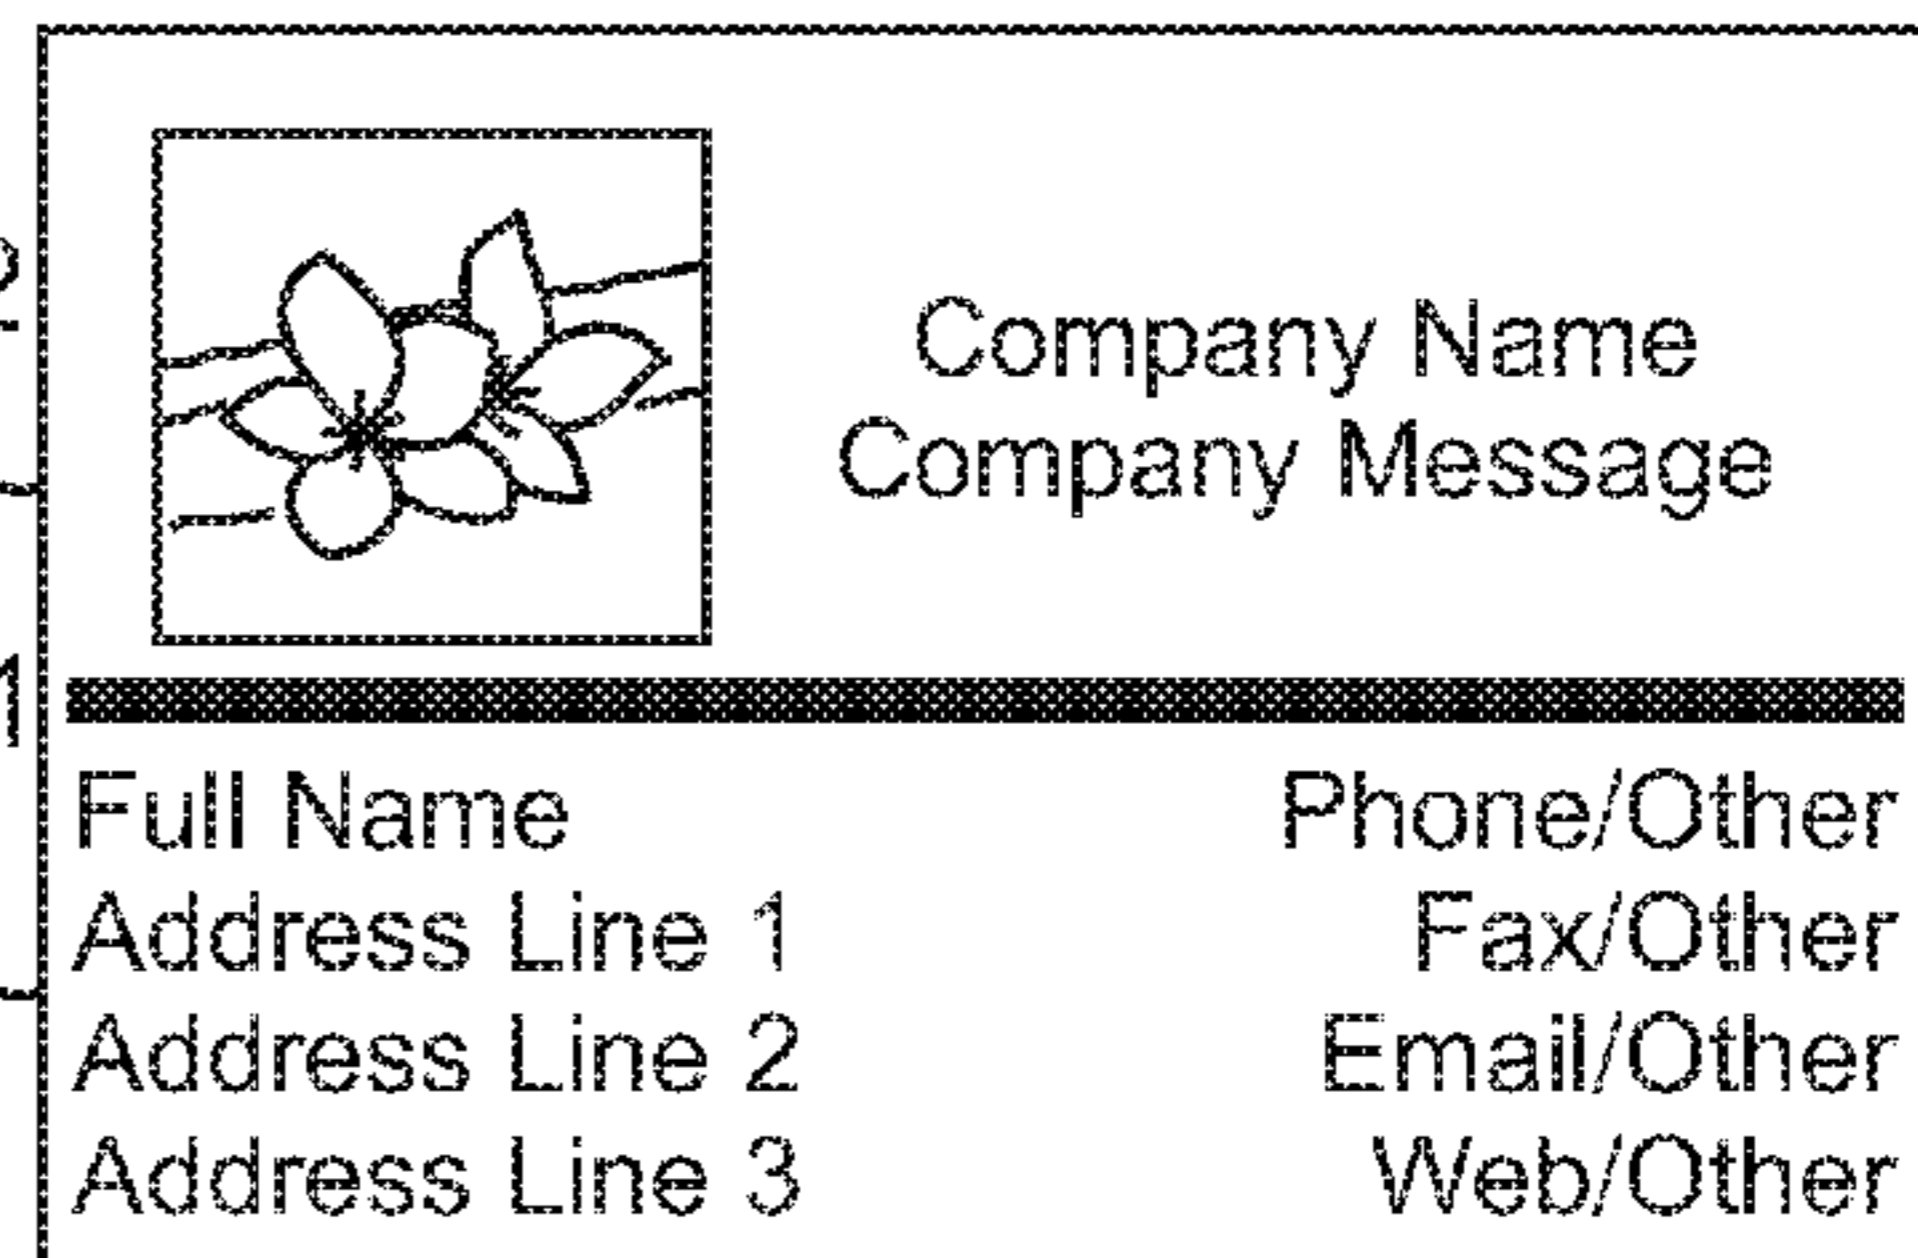 Company Name
Company Message
Full Name
Address Line 1
Address Line 2
Address Line 3
Phone/Other
Fax/Other
Email/Other
Web/Other